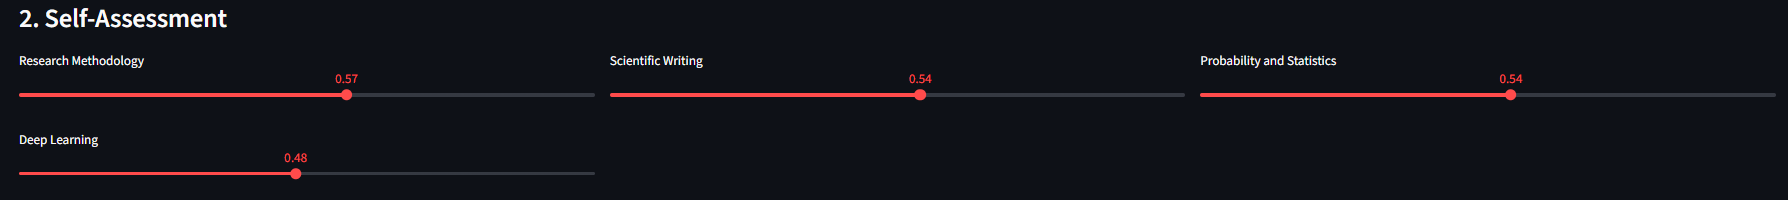 2. Self-Assessment
Research Methodology
0.57
Scientific Writing
0.54
Probability and Statistics
0.54
Deep Learning
0.48